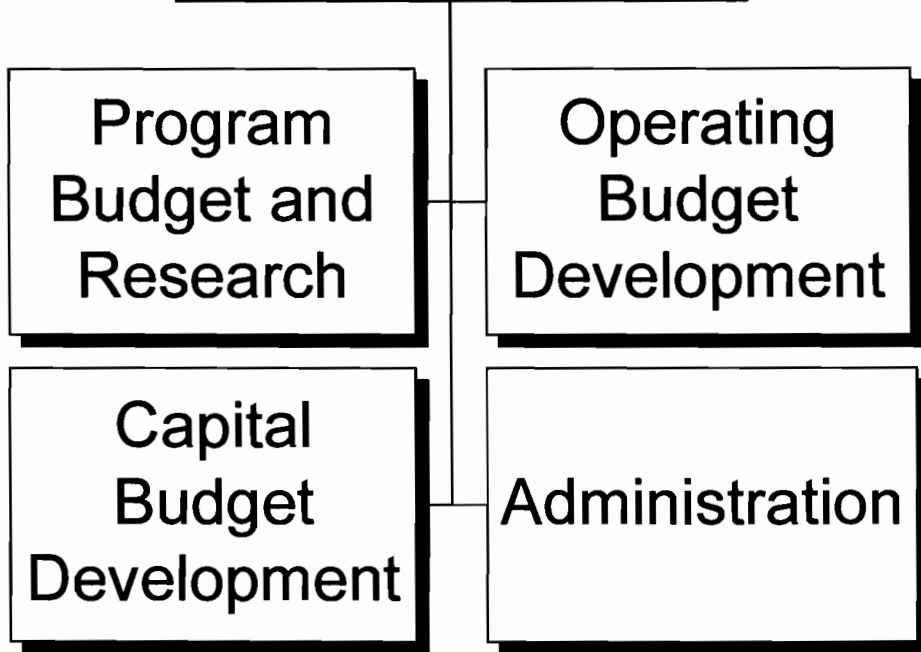 Program
Budget and
Research
Operating
Budget
Development
Capital
Budget
Development
Administration